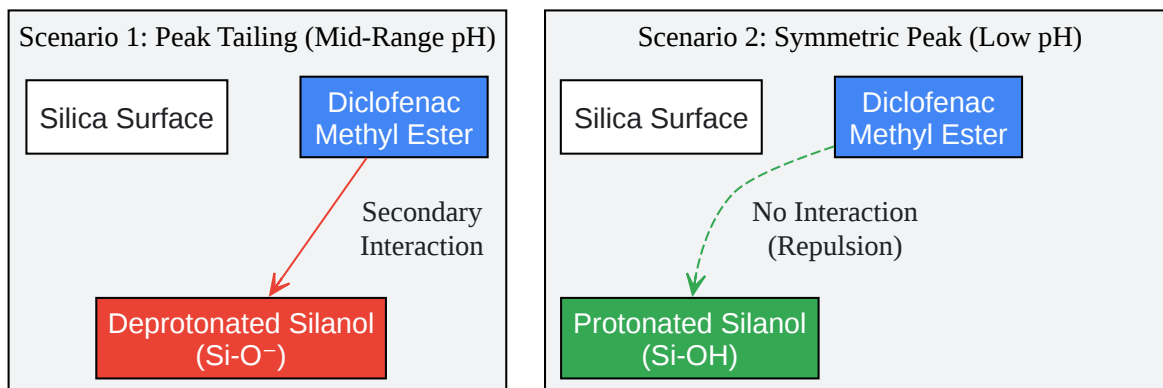 Scenario 1: Peak Tailing (Mid-Range pH)
Silica Surface
Diclofenac
Methyl Ester
Secondary
Interaction
Deprotonated Silanol
(Si-O⁻)
Scenario 2: Symmetric Peak (Low pH)
Silica Surface
Diclofenac
Methyl Ester
No Interaction
(Repulsion)
Protonated Silanol
(Si-OH)